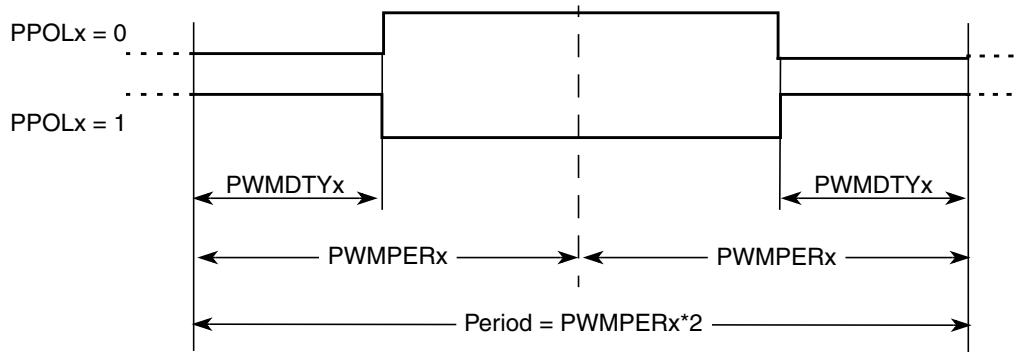 PPOLx = 0
PPOLx = 1
PWMDTYx PWMDTYx
PWMPERx PWMPERx
Period = PWMPERx*2